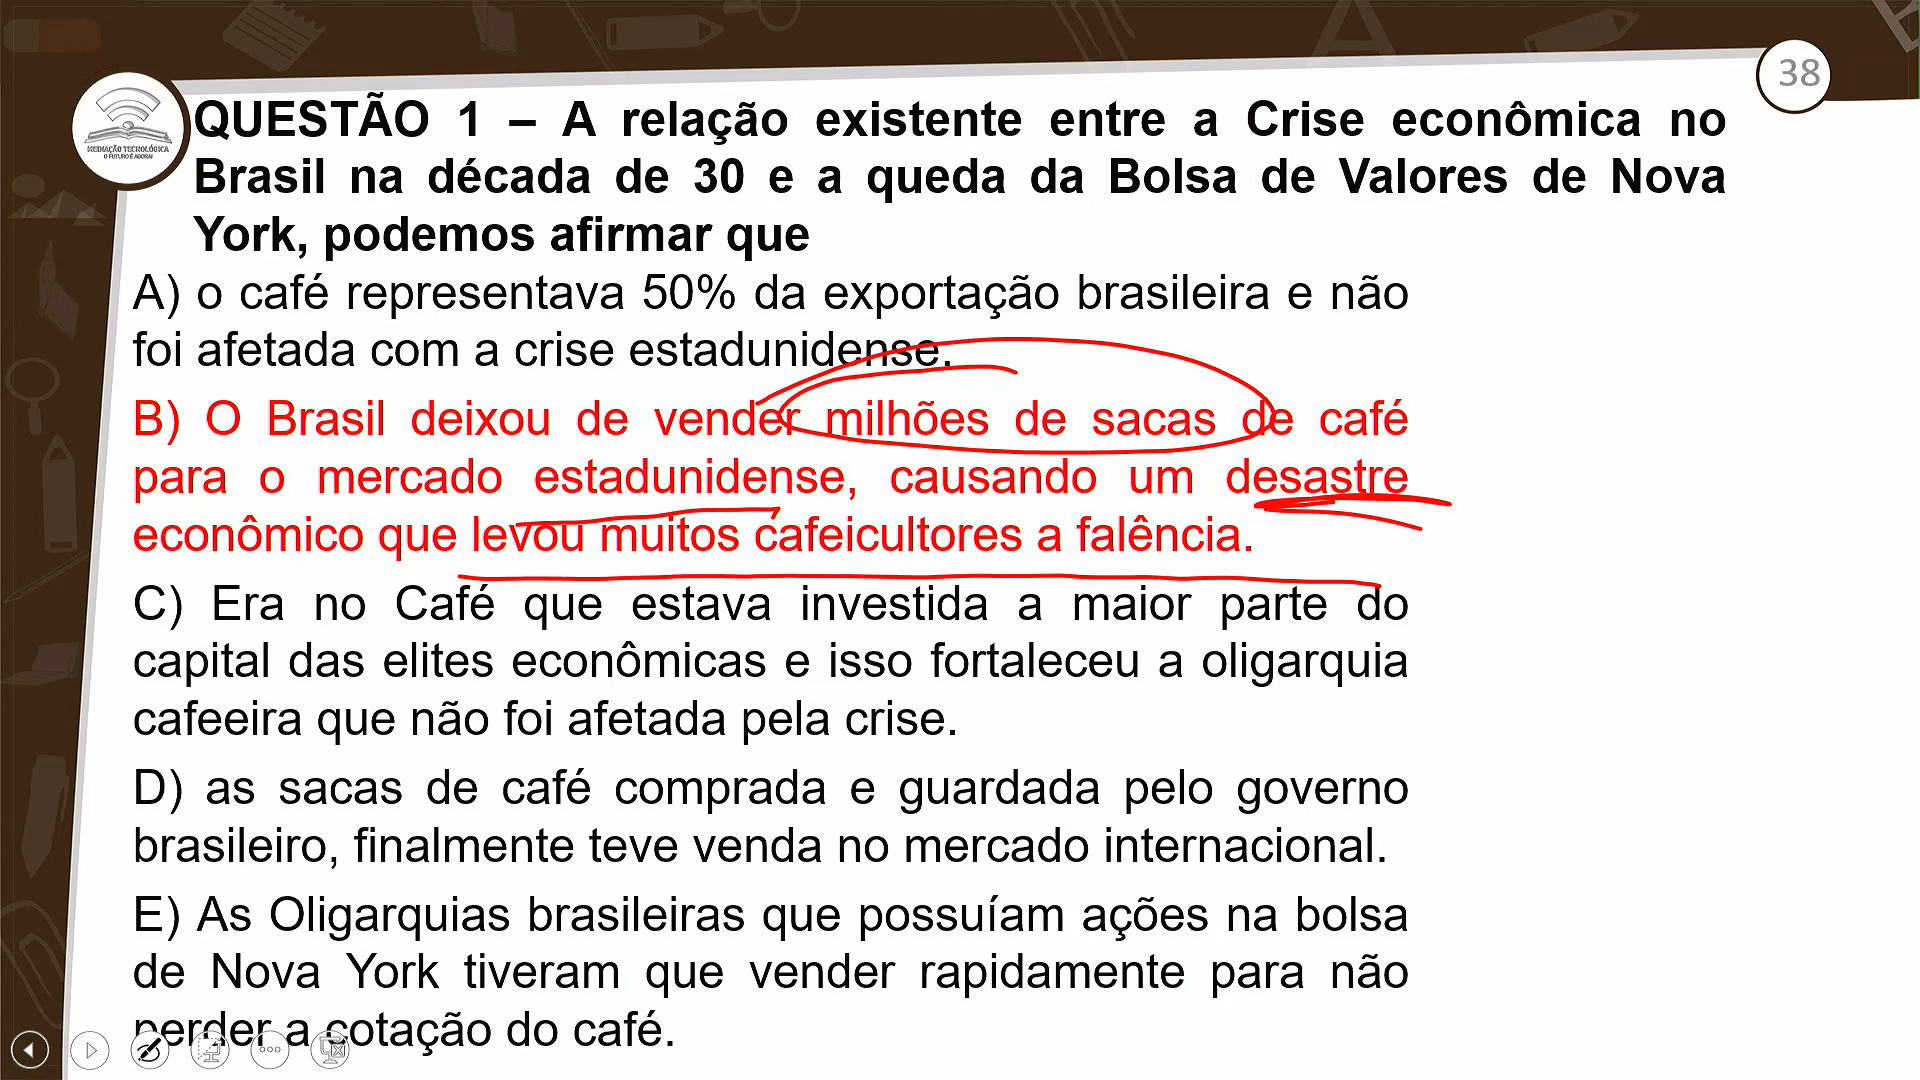 38
MEDIAÇÃO TECNOLÓGICA
O FUTURO É AGORA!
QUESTÃO 1 – A relação existente entre a Crise econômica no
Brasil na década de 30 e a queda da Bolsa de Valores de Nova
York, podemos afirmar que
A) o café representava 50% da exportação brasileira e não
foi afetada com a crise estadunidense.
B) O Brasil deixou de vender milhões de sacas de café
para o mercado estadunidense, causando um desastre
econômico que levou muitos cafeicultores a falência.
C) Era no Café que estava investida a maior parte do
capital das elites econômicas e isso fortaleceu a oligarquia
cafeeira que não foi afetada pela crise.
D) as sacas de café comprada e guardada pelo governo
brasileiro, finalmente teve venda no mercado internacional.
E) As Oligarquias brasileiras que possuíam ações na bolsa
de Nova York tiveram que vender rapidamente para não
perder a cotação do café.